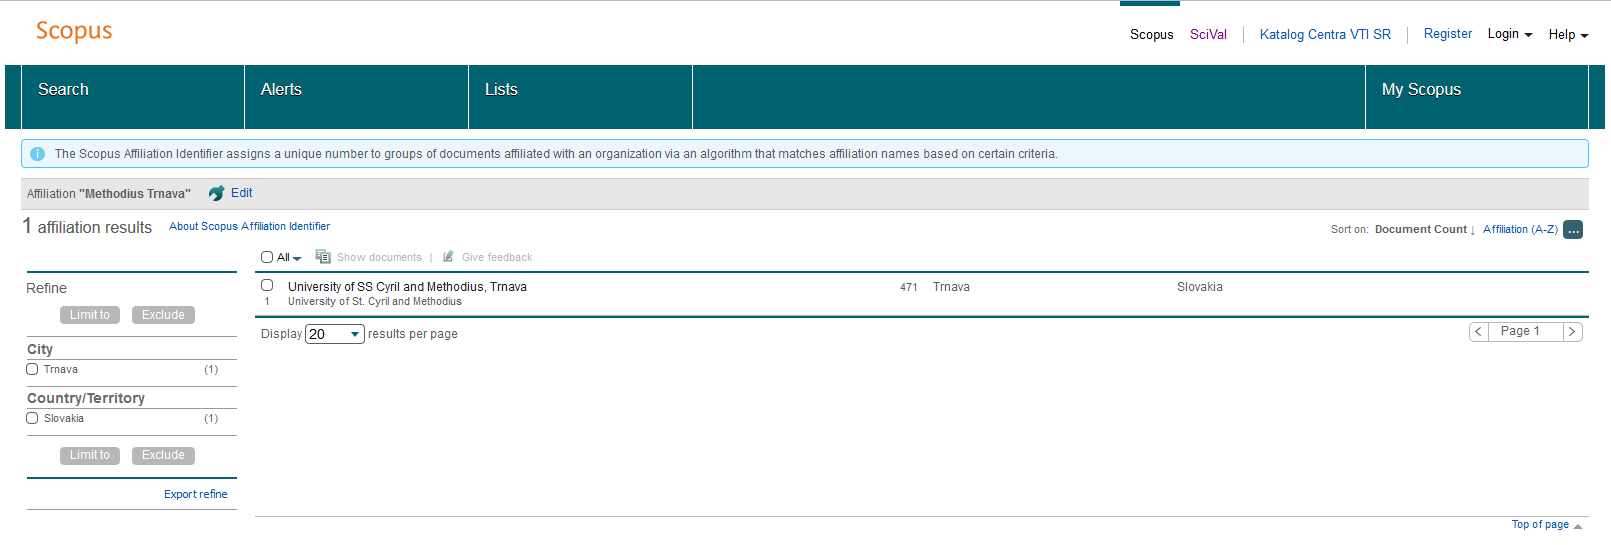 Scopus
Scopus SciVal Katalog Centra VTI SR Register Login Help
Search Alerts Lists My Scopus
The Scopus Affiliation Identifier assigns a unique number to groups of documents affiliated with an organization via an algorithm that matches affiliation names based on certain criteria.
Affiliation "Methodius Trnava" Edit
1 affiliation results About Scopus Affiliation Identifier
Sort on: Document Count ↓ Affiliation (A-Z) ...
All Show documents | Give feedback
Refine
Limit to Exclude
City
Trnava (1)
Country/Territory
Slovakia (1)
Limit to Exclude
Export refine
University of SS Cyril and Methodius, Trnava 471 Trnava Slovakia
1 University of St. Cyril and Methodius
Display 20 results per page
< Page 1 >
Top of page